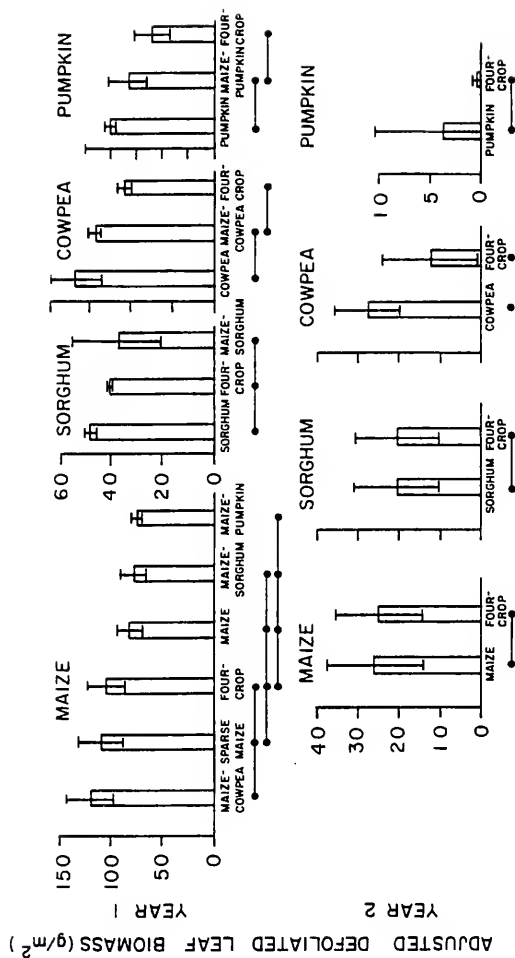 ADJUSTED DEFOLIATED LEAF BIOMASS (g/m²)
YEAR 1
MAIZE
150
100
50
0
MAIZE- SPARSE FOUR- MAIZE MAIZE- MAIZE-
COWPEA MAIZE CROP SORGHUM PUMPKIN
SORGHUM
60
40
20
0
SORGHUM FOUR- MAIZE-
CROP SORGHUM
COWPEA
COWPEA MAIZE- FOUR-
COWPEA CROP
PUMPKIN
PUMPKIN MAIZE- FOUR-
PUMPKIN CROP
YEAR 2
MAIZE
40
30
20
10
0
MAIZE FOUR-
CROP
SORGHUM
SORGHUM FOUR-
CROP
COWPEA
COWPEA FOUR-
CROP
PUMPKIN
10
5
0
PUMPKIN FOUR-
CROP